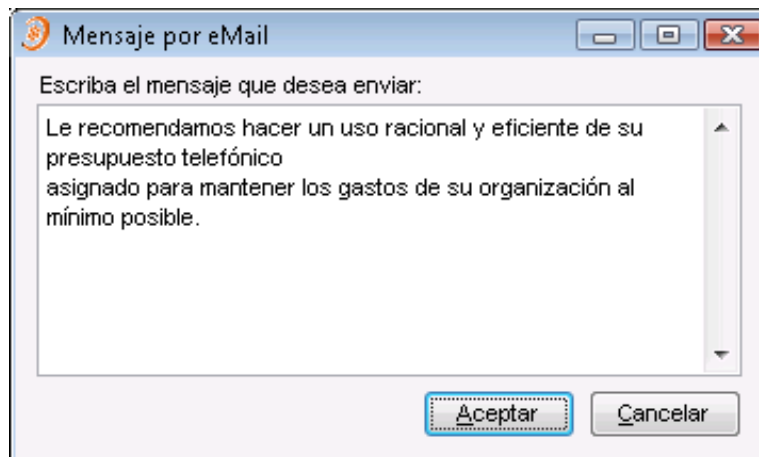 Mensaje por eMail
Escriba el mensaje que desea enviar:
Le recomendamos hacer un uso racional y eficiente de su
presupuesto telefónico
asignado para mantener los gastos de su organización al
mínimo posible.
Aceptar Cancelar